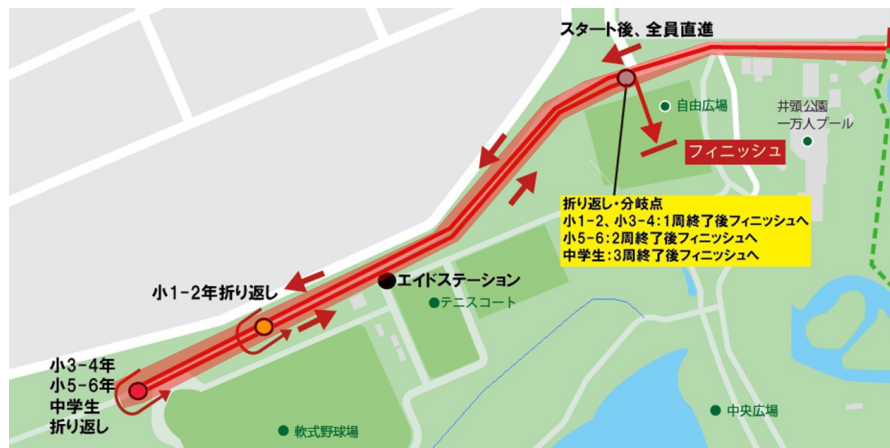 スタート後、全員直進
自由広場
井頭公園
一万人プール
フィニッシュ
折り返し・分岐点
小1-2、小3-4:1周終了後フィニッシュへ
小5-6:2周終了後フィニッシュへ
中学生:3周終了後フィニッシュへ
エイドステーション
小1-2年折り返し
テニスコート
小3-4年
小5-6年
中学生
折り返し
軟式野球場
中央広場